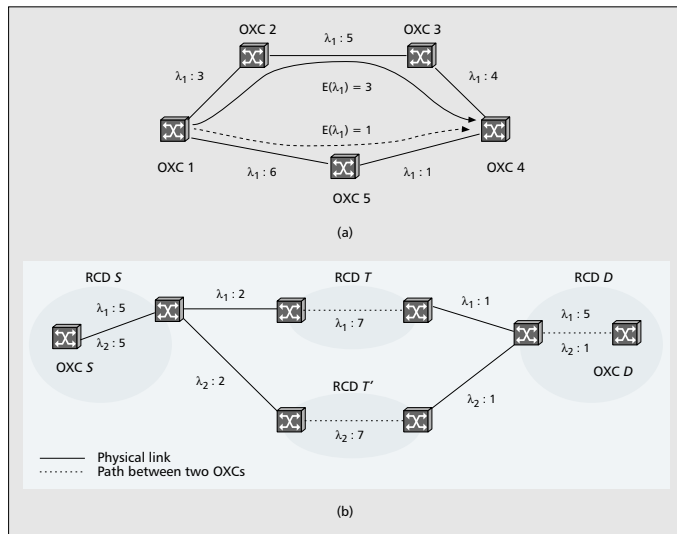 OXC 2
λ1 : 5
OXC 3
λ1 : 3
λ1 : 4
E(λ1) = 3
E(λ1) = 1
OXC 1
OXC 4
λ1 : 6
λ1 : 1
OXC 5
(a)
RCD S
RCD T
RCD D
λ1 : 5
λ1 : 2
λ1 : 1
λ1 : 5
λ1 : 7
λ2 : 5
λ2 : 1
OXC S
OXC D
λ2 : 2
RCD T′
λ2 : 1
λ2 : 7
Physical link
Path between two OXCs
(b)